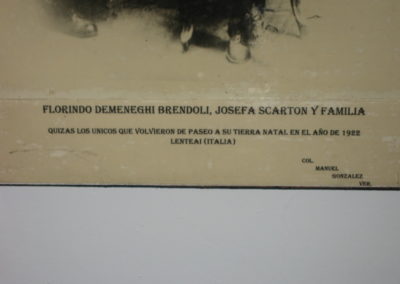 FLORINDO DEMENEGHI BRENDOLI, JOSEFA SCARTON Y FAMILIA
QUIZAS LOS UNICOS QUE VOLVIERON DE PASEO A SU TIERRA NATAL EN EL AÑO DE 1922
LENTEAI (ITALIA)
COL.
MANUEL
GONZALEZ
VER.